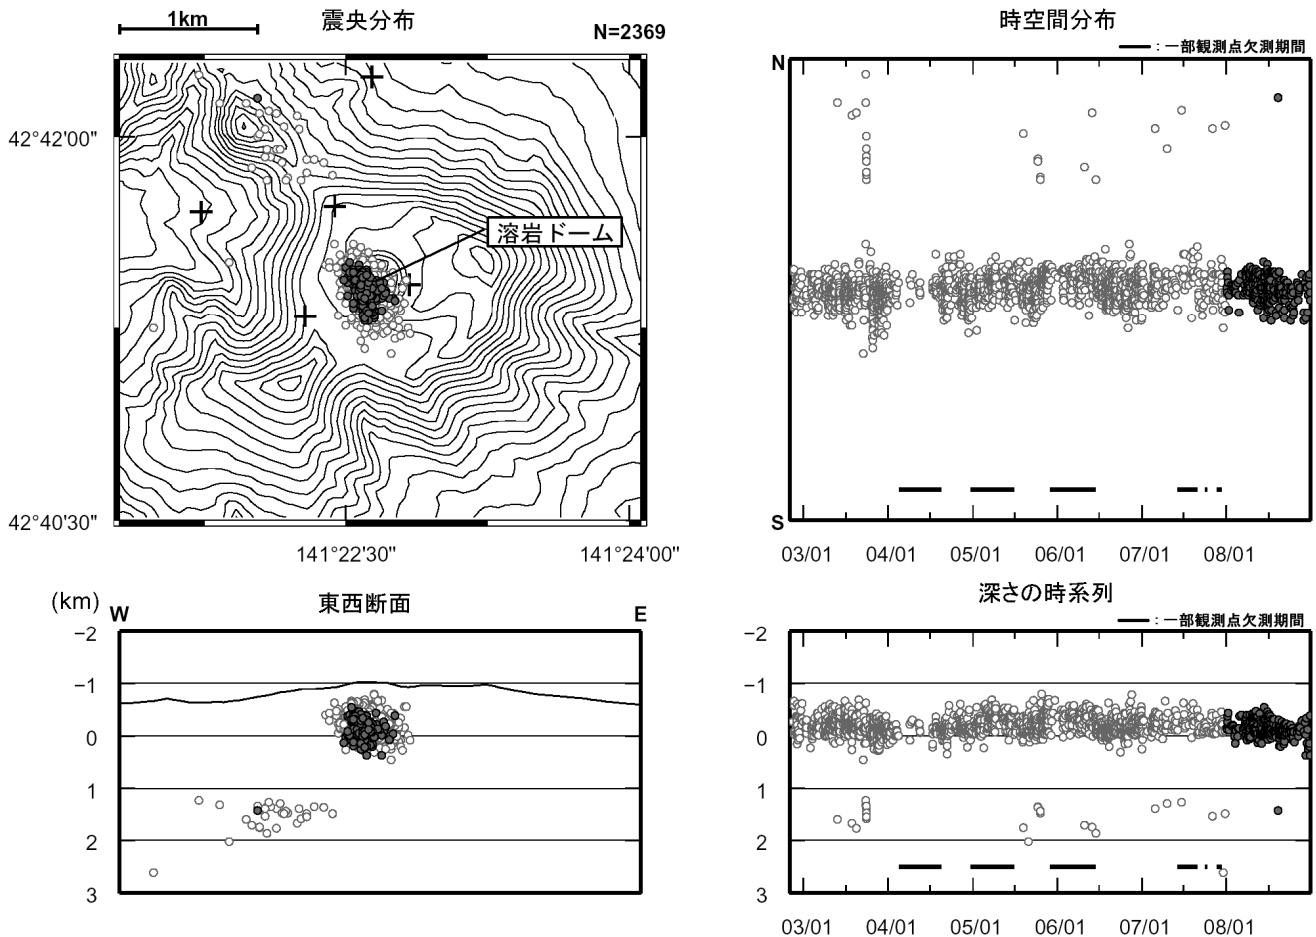 1km
震央分布
N=2369
42°42'00"
溶岩ドーム
42°40'30"
141°22'30"
141°24'00"
時空間分布
━━ : 一部観測点欠測期間
N
S
03/01 04/01 05/01 06/01 07/01 08/01
(km)
東西断面
W
E
−2
−1
0
1
2
3
深さの時系列
━━ : 一部観測点欠測期間
−2
−1
0
1
2
3
03/01 04/01 05/01 06/01 07/01 08/01